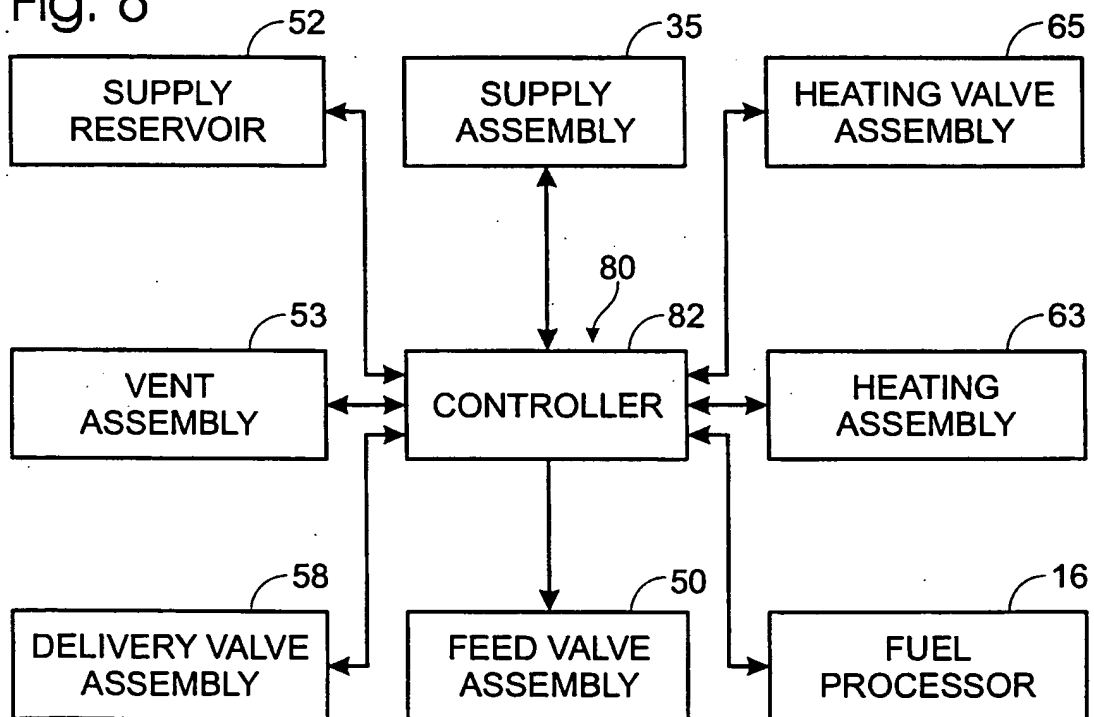 Fig. 8
52
35
65
SUPPLY
RESERVOIR
SUPPLY
ASSEMBLY
HEATING VALVE
ASSEMBLY
80
53
82
63
VENT
ASSEMBLY
CONTROLLER
HEATING
ASSEMBLY
58
50
16
DELIVERY VALVE
ASSEMBLY
FEED VALVE
ASSEMBLY
FUEL
PROCESSOR